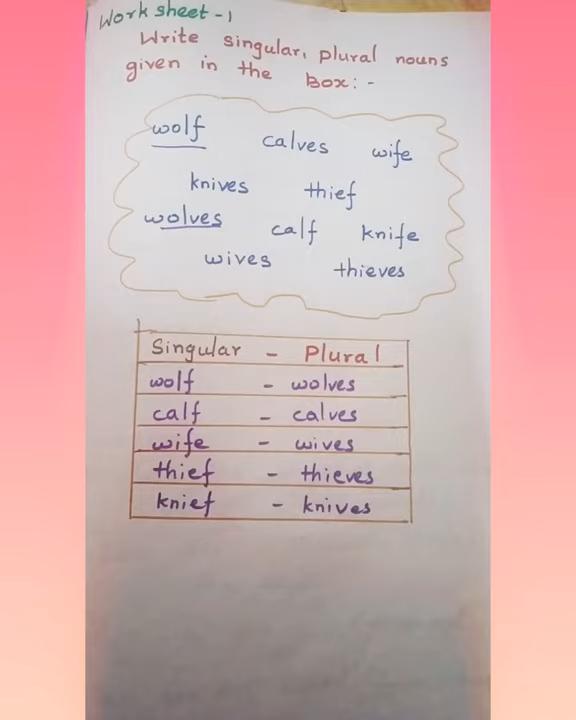 Work sheet-1
Write singular, plural nouns
given in the Box:-
wolf calves wife
knives thief
wolves calf knife
wives thieves
Singular - Plural
wolf - wolves
calf - calves
wife - wives
thief - thieves
knief - knives